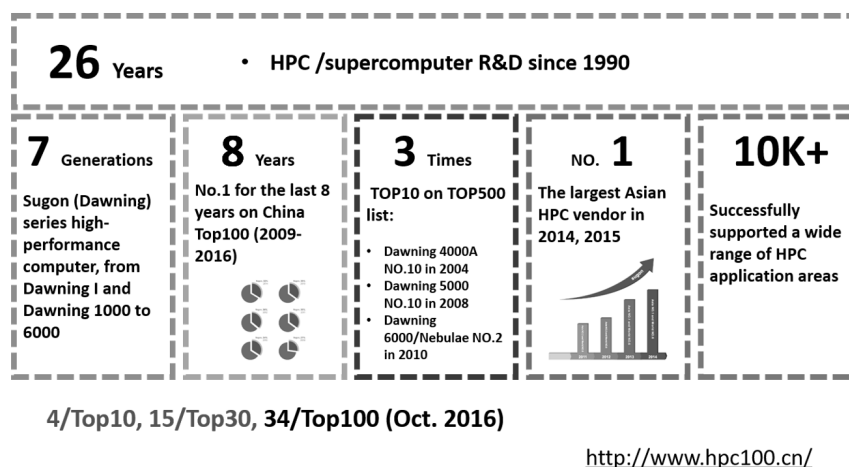 26 Years
• HPC /supercomputer R&D since 1990
7 Generations
Sugon (Dawning)
series high-
performance
computer, from
Dawning I and
Dawning 1000 to
6000
8 Years
No.1 for the last 8
years on China
Top100 (2009-
2016)
3 Times
TOP10 on TOP500
list:
• Dawning 4000A
NO.10 in 2004
• Dawning 5000
NO.10 in 2008
• Dawning
6000/Nebulae NO.2
in 2010
NO. 1
The largest Asian
HPC vendor in
2014, 2015
2011 2012 2013 2014
10K+
Successfully
supported a wide
range of HPC
application areas
4/Top10, 15/Top30, 34/Top100 (Oct. 2016)
http://www.hpc100.cn/